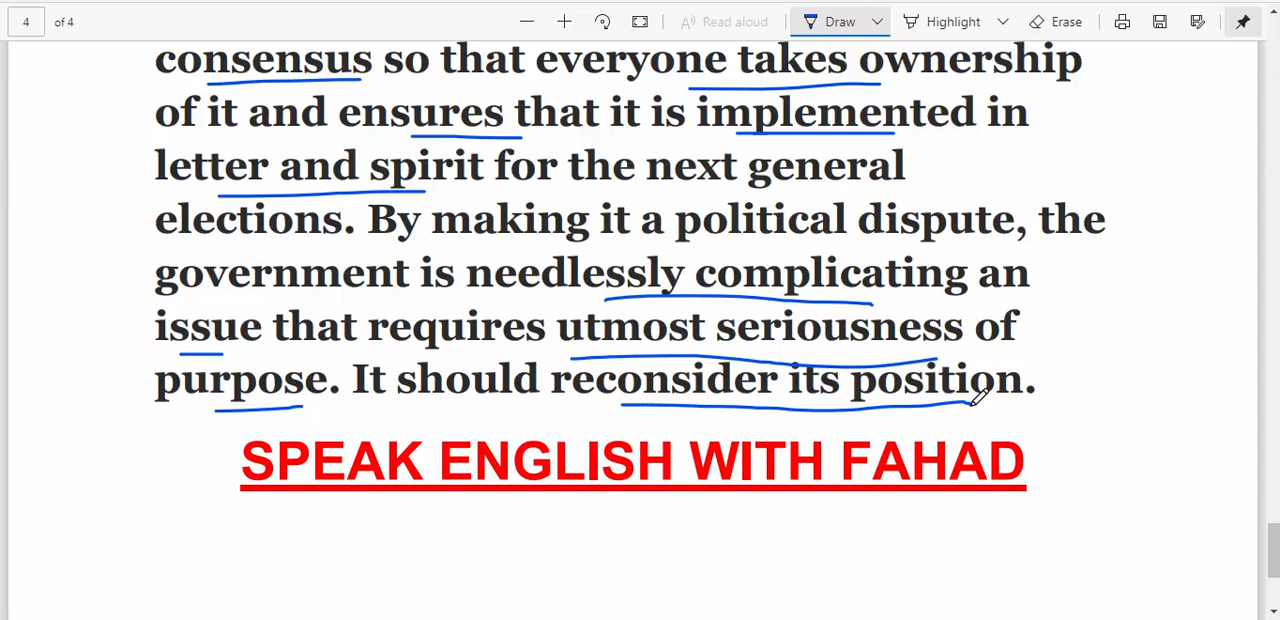 4 of 4 Read aloud Draw Highlight Erase
consensus so that everyone takes ownership
of it and ensures that it is implemented in
letter and spirit for the next general
elections. By making it a political dispute, the
government is needlessly complicating an
issue that requires utmost seriousness of
purpose. It should reconsider its position.
SPEAK ENGLISH WITH FAHAD